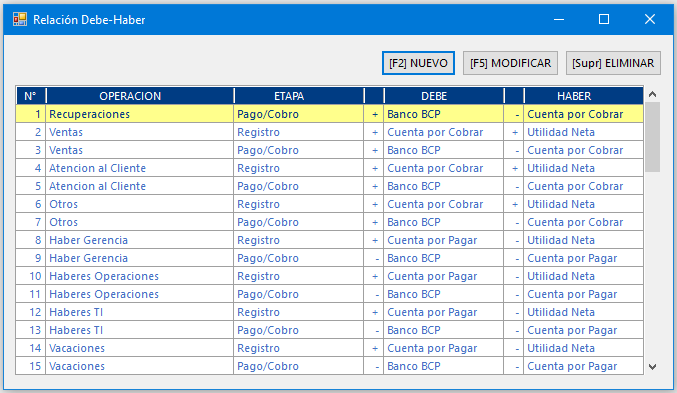 Relación Debe-Haber
[F2] NUEVO [F5] MODIFICAR [Supr] ELIMINAR
N° OPERACION ETAPA DEBE HABER
1 Recuperaciones Pago/Cobro + Banco BCP - Cuenta por Cobrar
2 Ventas Registro + Cuenta por Cobrar + Utilidad Neta
3 Ventas Pago/Cobro + Banco BCP - Cuenta por Cobrar
4 Atencion al Cliente Registro + Cuenta por Cobrar + Utilidad Neta
5 Atencion al Cliente Pago/Cobro + Banco BCP - Cuenta por Cobrar
6 Otros Registro + Cuenta por Cobrar + Utilidad Neta
7 Otros Pago/Cobro + Banco BCP - Cuenta por Cobrar
8 Haber Gerencia Registro + Cuenta por Pagar - Utilidad Neta
9 Haber Gerencia Pago/Cobro - Banco BCP - Cuenta por Pagar
10 Haberes Operaciones Registro + Cuenta por Pagar - Utilidad Neta
11 Haberes Operaciones Pago/Cobro - Banco BCP - Cuenta por Pagar
12 Haberes TI Registro + Cuenta por Pagar - Utilidad Neta
13 Haberes TI Pago/Cobro - Banco BCP - Cuenta por Pagar
14 Vacaciones Registro + Cuenta por Pagar - Utilidad Neta
15 Vacaciones Pago/Cobro - Banco BCP - Cuenta por Pagar